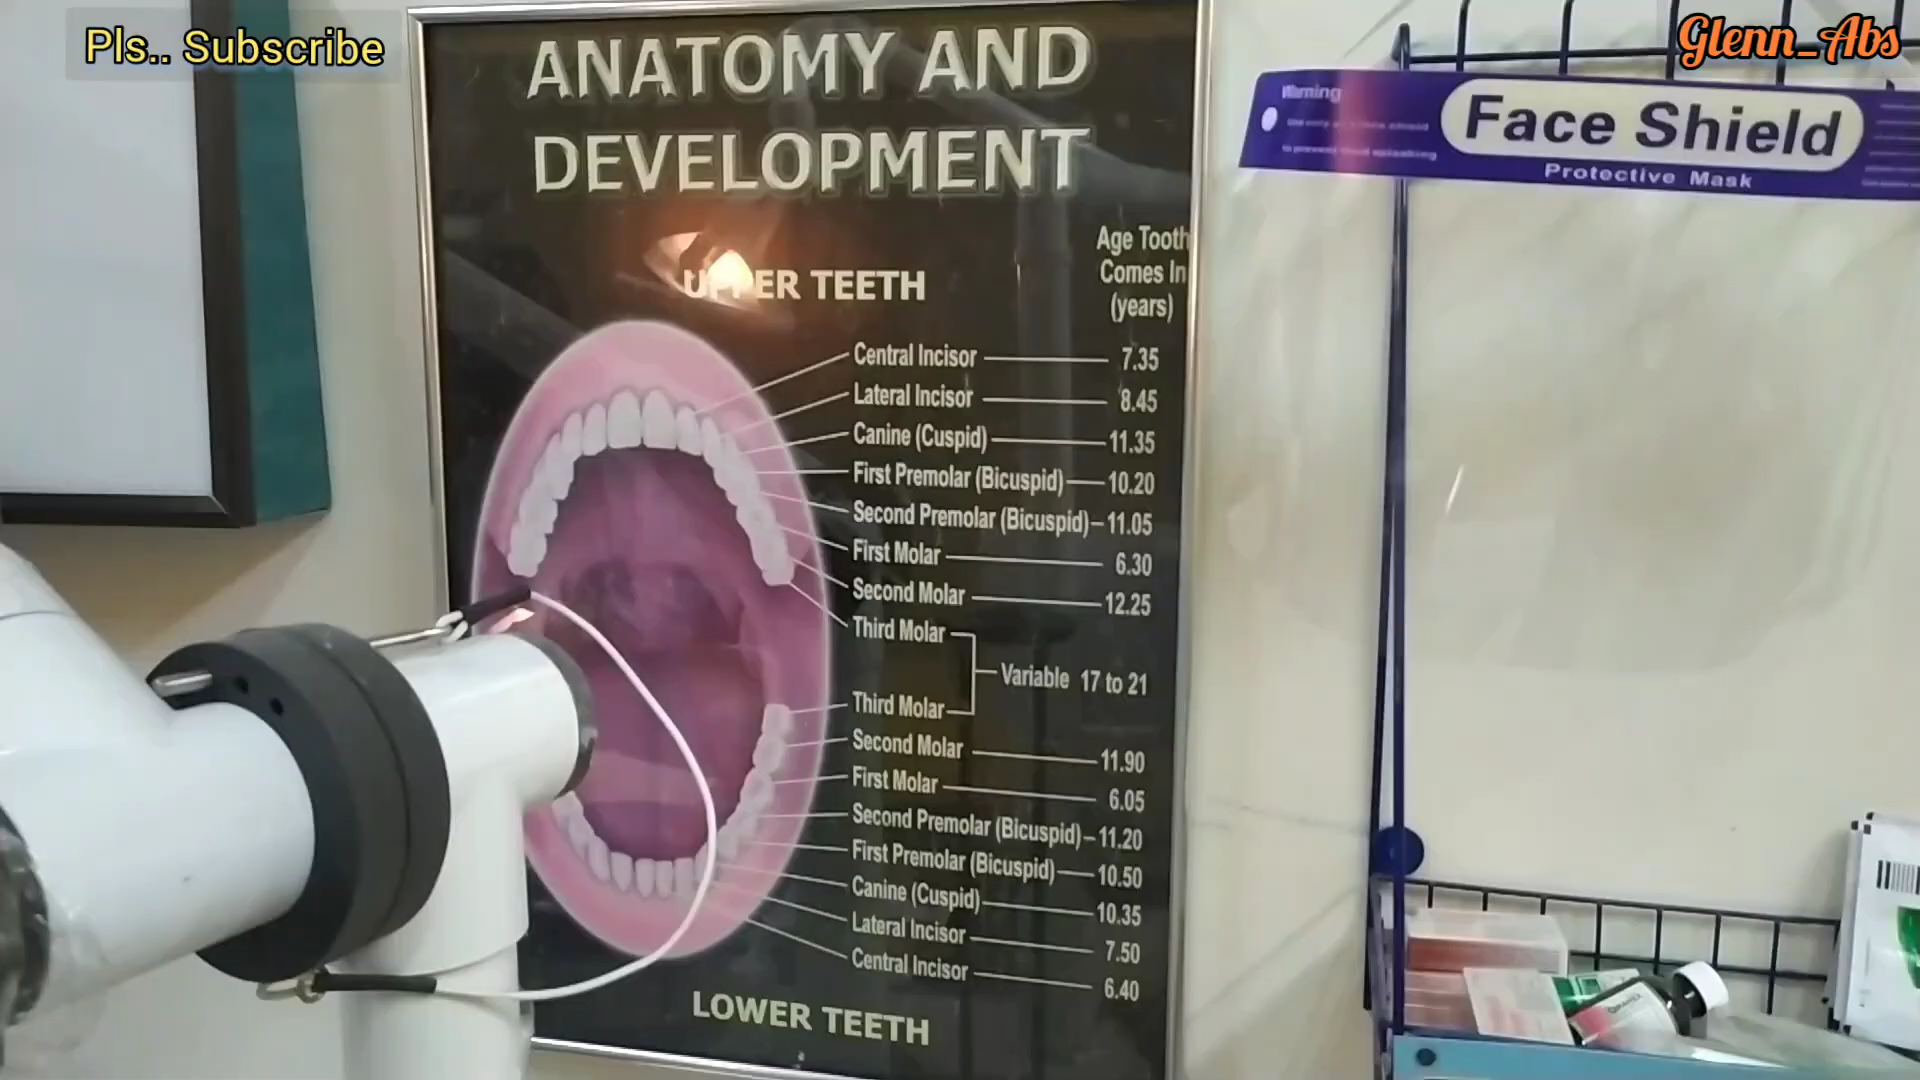 Pls.. Subscribe
Glenn_Abs
ANATOMY AND
DEVELOPMENT
UPPER TEETH
Age Tooth
Comes In
(years)
Central Incisor 7.35
Lateral Incisor 8.45
Canine (Cuspid) 11.35
First Premolar (Bicuspid) 10.20
Second Premolar (Bicuspid) 11.05
First Molar 6.30
Second Molar 12.25
Third Molar
Variable 17 to 21
Third Molar
Second Molar 11.90
First Molar 6.05
Second Premolar (Bicuspid) 11.20
First Premolar (Bicuspid) 10.50
Canine (Cuspid) 10.35
Lateral Incisor 7.50
Central Incisor 6.40
LOWER TEETH
Warning
Face Shield
Protective Mask